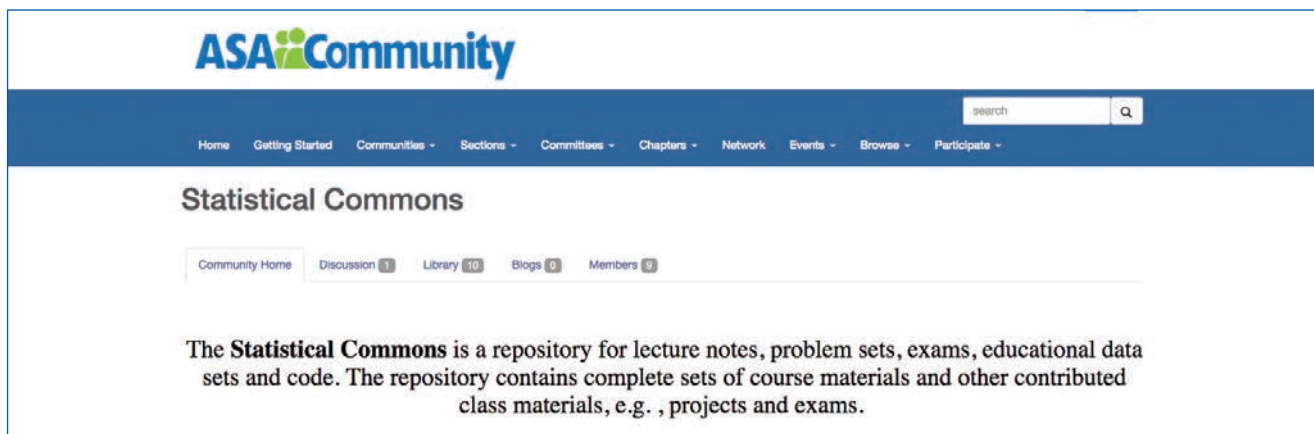 ASA Community
search
Home Getting Started Communities Sections Committees Chapters Network Events Browse Participate
Statistical Commons
Community Home Discussion 1 Library 10 Blogs 0 Members 9
The Statistical Commons is a repository for lecture notes, problem sets, exams, educational data
sets and code. The repository contains complete sets of course materials and other contributed
class materials, e.g. , projects and exams.